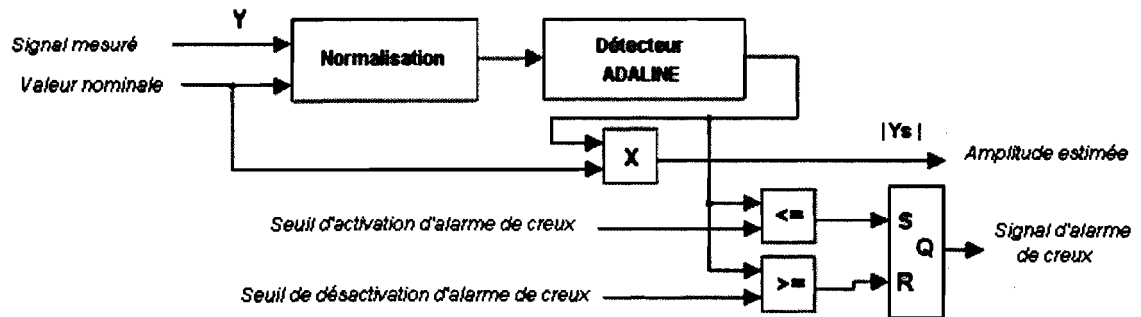 Y
Signal mesuré
Valeur nominale
Normalisation
Détecteur
ADALINE
X
|Ys|
Amplitude estimée
Seuil d'activation d'alarme de creux
<=
Seuil de désactivation d'alarme de creux
>=
S
Q
R
Signal d'alarme
de creux